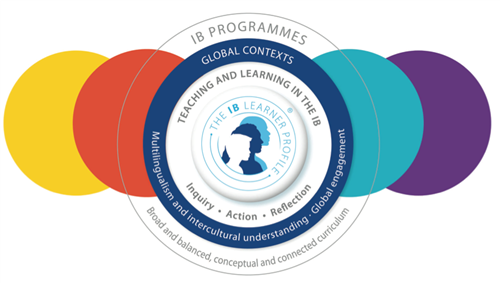 IB PROGRAMMES
GLOBAL CONTEXTS
TEACHING AND LEARNING IN THE IB
THE IB LEARNER PROFILE
®
Inquiry • Action • Reflection
Multilingualism and intercultural understanding - Global engagement
Broad and balanced, conceptual and connected curriculum